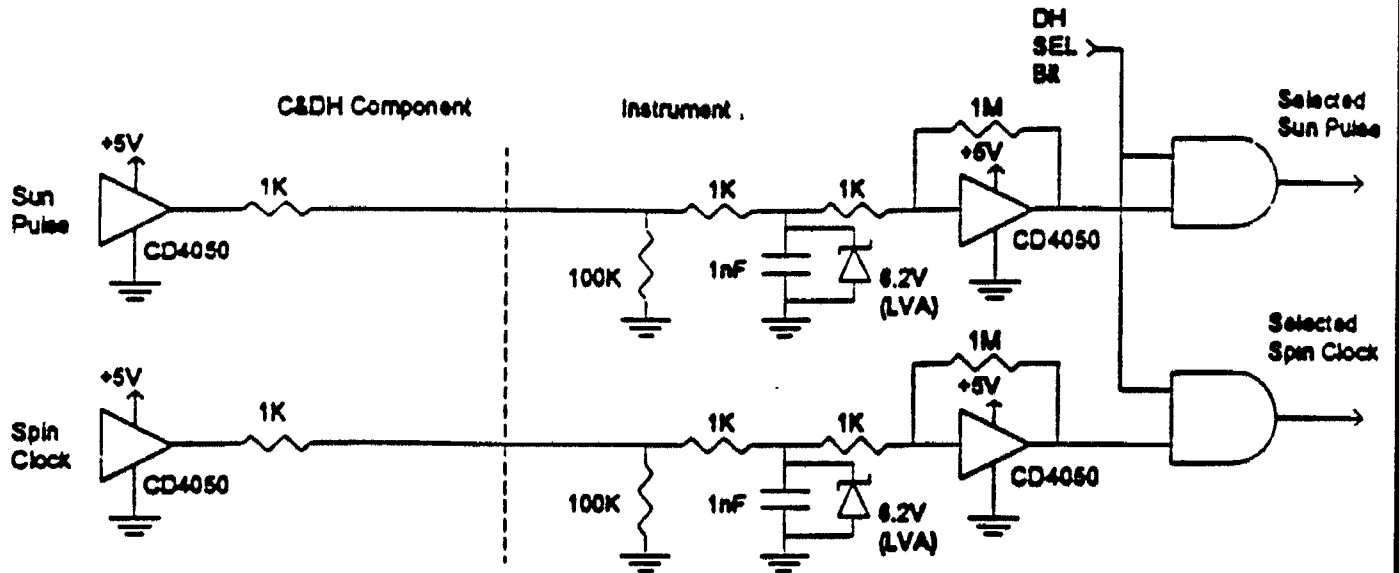 DH
SEL
Bit
C&DH Component
Instrument
Selected
Sun Pulse
1M
+5V
+5V
Sun
Pulse
1K
1K
1K
CD4050
CD4050
100K
1nF
6.2V
(LVA)
Selected
Spin Clock
1M
+5V
+5V
Spin
Clock
1K
1K
1K
CD4050
CD4050
100K
1nF
6.2V
(LVA)